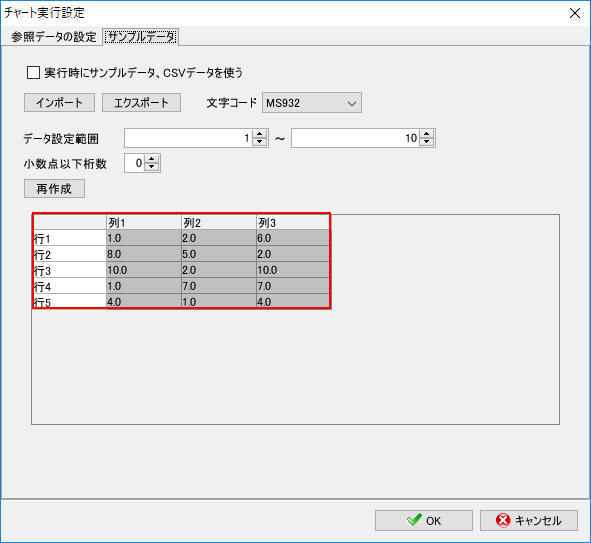 チャート実行設定
参照データの設定 サンプルデータ
実行時にサンプルデータ、CSVデータを使う
インポート エクスポート 文字コード MS932
データ設定範囲 1 ～ 10
小数点以下桁数 0
再作成
列1 列2 列3
行1 1.0 2.0 6.0
行2 8.0 5.0 2.0
行3 10.0 2.0 10.0
行4 1.0 7.0 7.0
行5 4.0 1.0 4.0
OK キャンセル